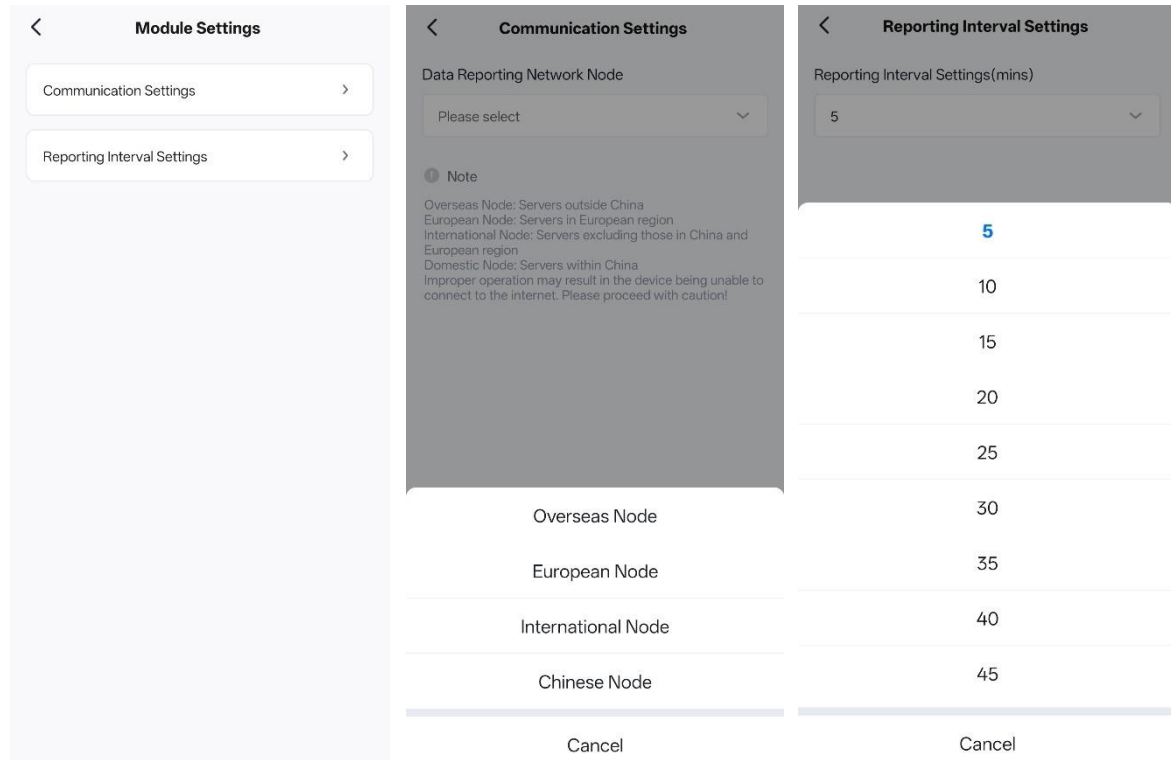 Module Settings
Communication Settings
Reporting Interval Settings
Communication Settings
Data Reporting Network Node
Please select
Note
Overseas Node: Servers outside China
European Node: Servers in European region
International Node: Servers excluding those in China and
European region
Domestic Node: Servers within China
Improper operation may result in the device being unable to
connect to the internet. Please proceed with caution!
Overseas Node
European Node
International Node
Chinese Node
Cancel
Reporting Interval Settings
Reporting Interval Settings(mins)
5
5
10
15
20
25
30
35
40
45
Cancel